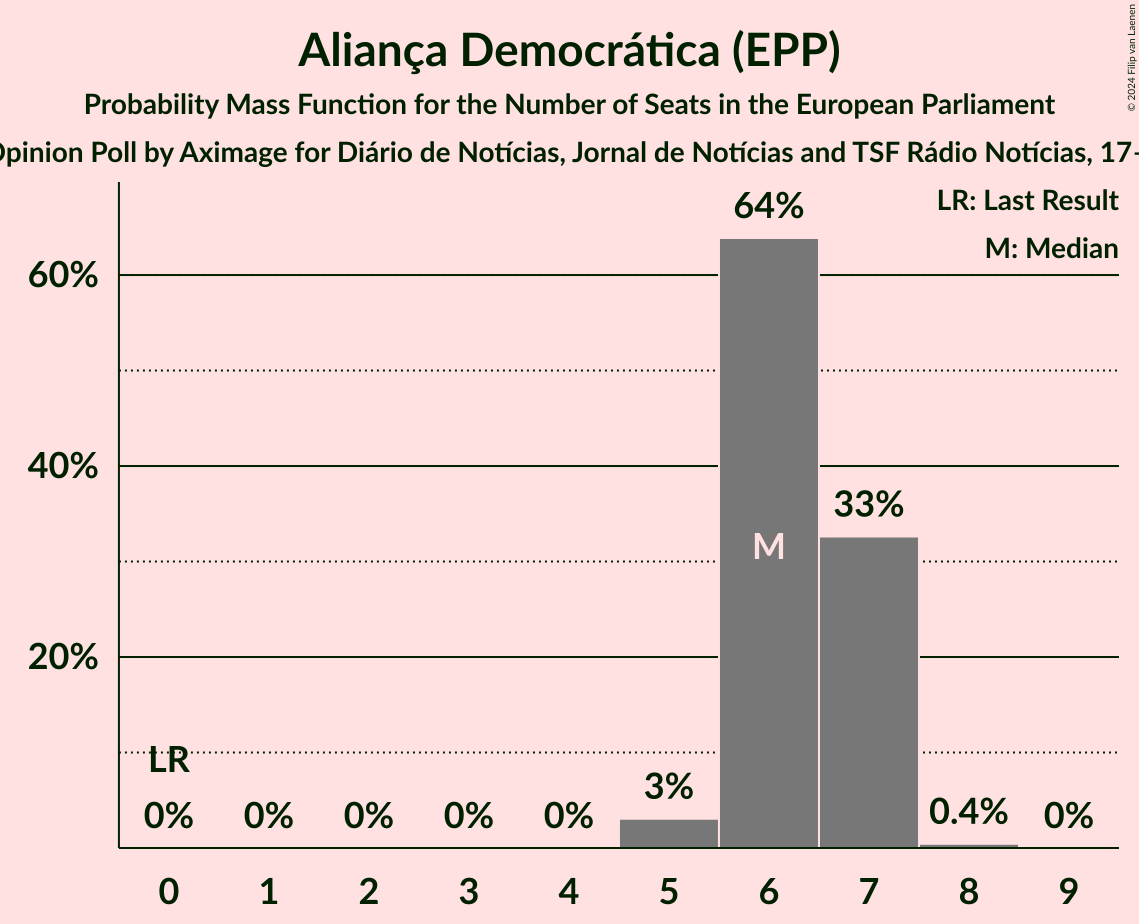 Aliança Democrática (EPP)
Probability Mass Function for the Number of Seats in the European Parliament
Opinion Poll by Aximage for Diário de Notícias, Jornal de Notícias and TSF Rádio Notícias, 17-
© 2024 Filip van Laenen
LR: Last Result
M: Median
64%
60%
40%
33%
M
20%
LR
3%
0% 0% 0% 0% 0% 0.4% 0%
0 1 2 3 4 5 6 7 8 9